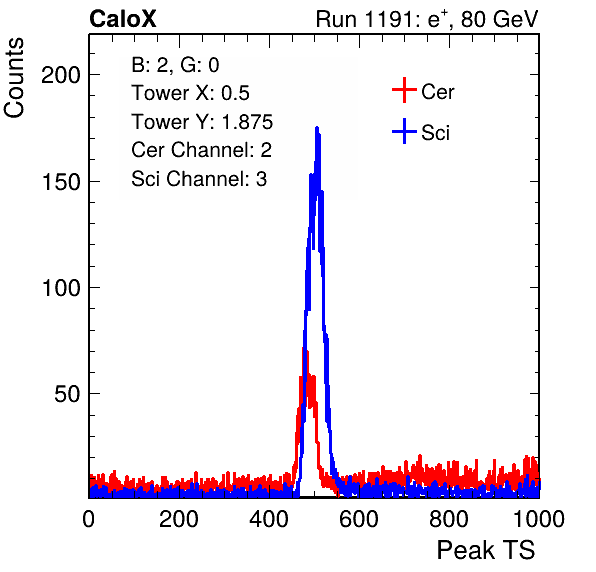 CaloX Run 1191: e⁺, 80 GeV
B: 2, G: 0
Tower X: 0.5
Tower Y: 1.875
Cer Channel: 2
Sci Channel: 3
Cer
Sci
Counts
200
150
100
50
0 200 400 600 800 1000
Peak TS